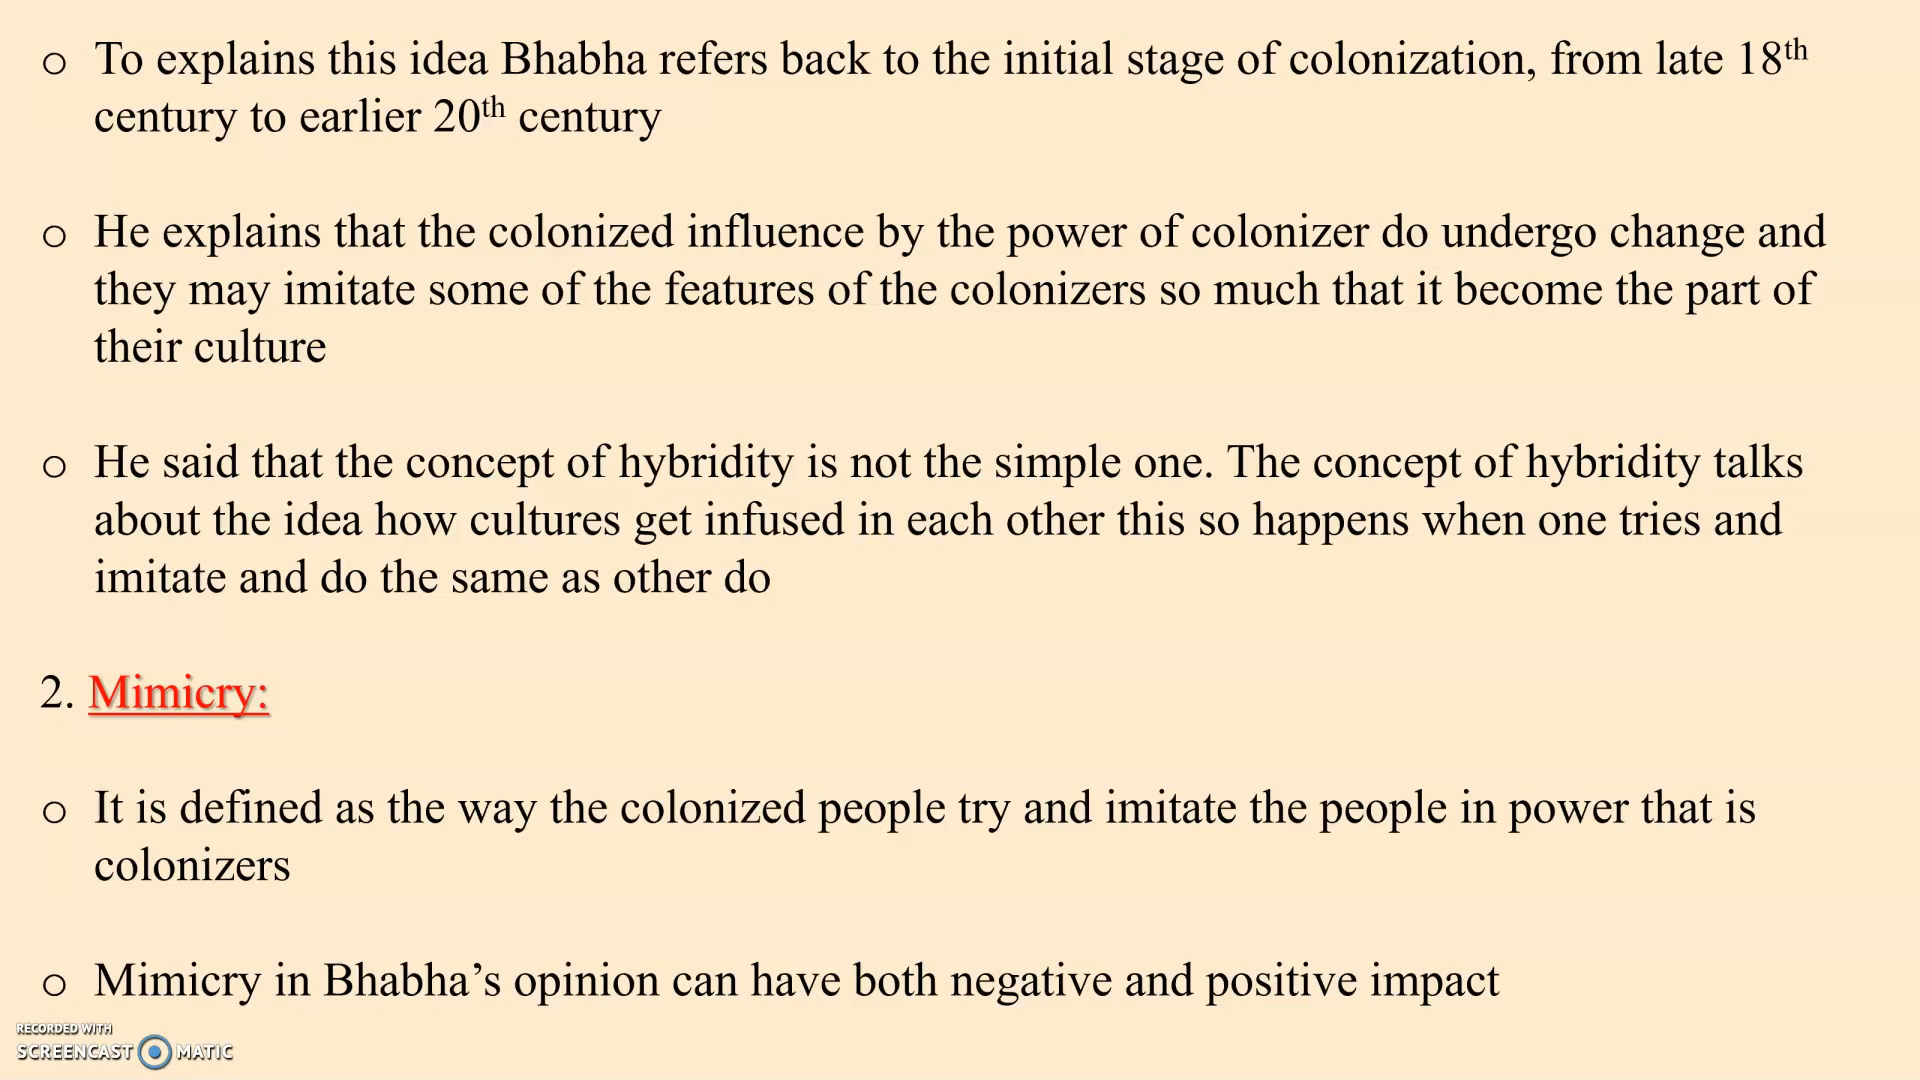 o To explains this idea Bhabha refers back to the initial stage of colonization, from late 18th
century to earlier 20th century
o He explains that the colonized influence by the power of colonizer do undergo change and
they may imitate some of the features of the colonizers so much that it become the part of
their culture
o He said that the concept of hybridity is not the simple one. The concept of hybridity talks
about the idea how cultures get infused in each other this so happens when one tries and
imitate and do the same as other do
2. Mimicry:
o It is defined as the way the colonized people try and imitate the people in power that is
colonizers
o Mimicry in Bhabha’s opinion can have both negative and positive impact
RECORDED WITH
SCREENCAST MATIC